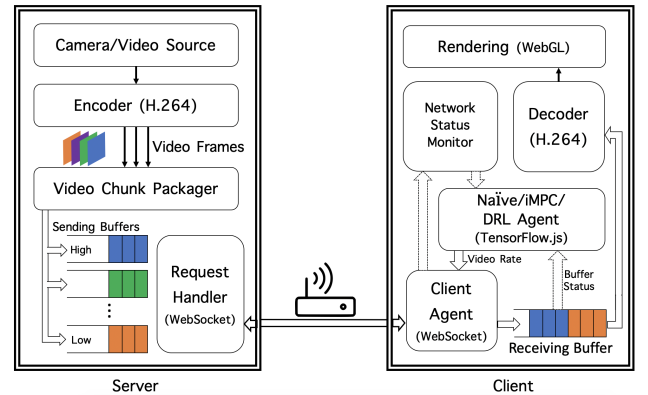 Camera/Video Source
Encoder (H.264)
Video Frames
Video Chunk Packager
Sending Buffers
High
Low
Request
Handler
(WebSocket)
Server
Rendering (WebGL)
Network
Status
Monitor
Decoder
(H.264)
Naïve/iMPC/
DRL Agent
(TensorFlow.js)
Video Rate
Client
Agent
(WebSocket)
Buffer
Status
Receiving Buffer
Client